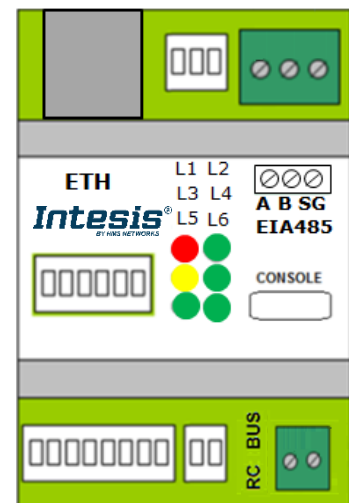 ETH
L1 L2
L3 L4
L5 L6
Intesis®
BY HMS NETWORKS
A B SG
EIA485
CONSOLE
RC BUS